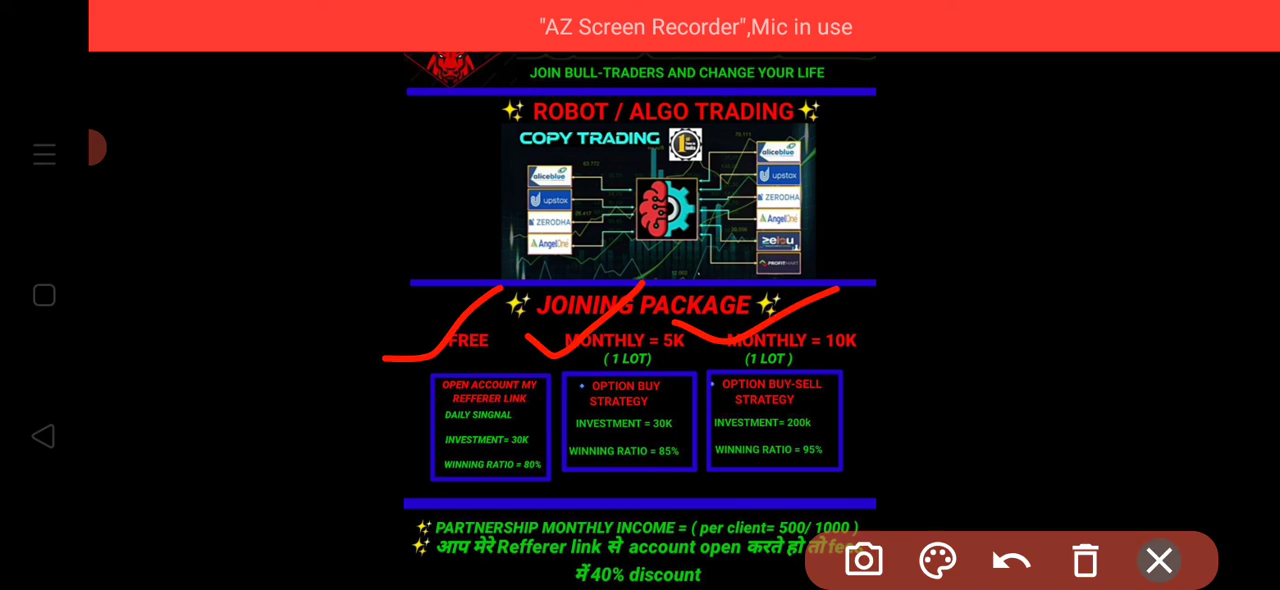 "AZ Screen Recorder",Mic in use
JOIN BULL-TRADERS AND CHANGE YOUR LIFE
✨ ROBOT / ALGO TRADING ✨
COPY TRADING
aliceblue
upstox
ZERODHA
AngelOne
aliceblue
upstox
ZERODHA
AngelOne
PROFITMART
✨ JOINING PACKAGE ✨
FREE
MONTHLY = 5K
( 1 LOT)
MONTHLY = 10K
(1 LOT )
OPEN ACCOUNT MY
REFFERER LINK
DAILY SINGNAL
INVESTMENT= 30K
WINNING RATIO = 80%
🔹 OPTION BUY
STRATEGY
INVESTMENT = 30K
WINNING RATIO = 85%
🔹 OPTION BUY-SELL
STRATEGY
INVESTMENT= 200k
WINNING RATIO = 95%
✨ PARTNERSHIP MONTHLY INCOME = ( per client= 500/ 1000 )
✨ आप मेरे Refferer link से account open करते हो तो fees
में 40% discount